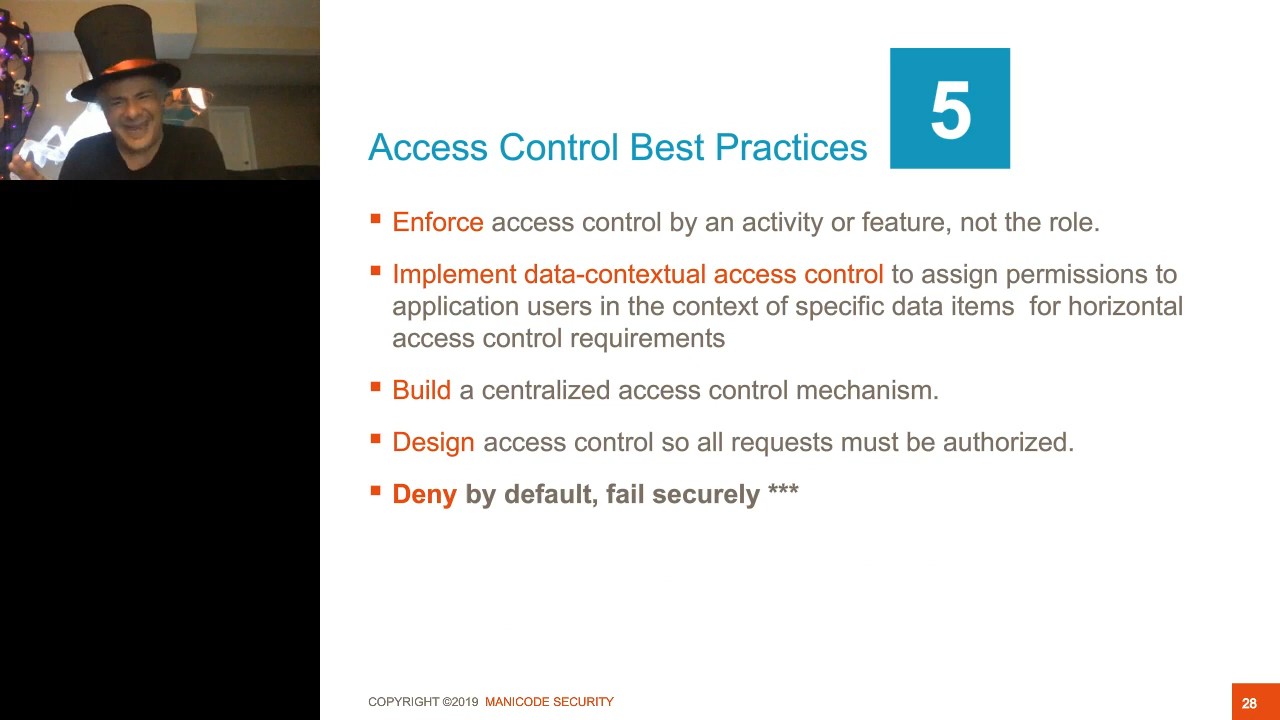 5
Access Control Best Practices
▪ Enforce access control by an activity or feature, not the role.
▪ Implement data-contextual access control to assign permissions to
application users in the context of specific data items  for horizontal
access control requirements
▪ Build a centralized access control mechanism.
▪ Design access control so all requests must be authorized.
▪ Deny by default, fail securely ***
COPYRIGHT ©2019 MANICODE SECURITY
28